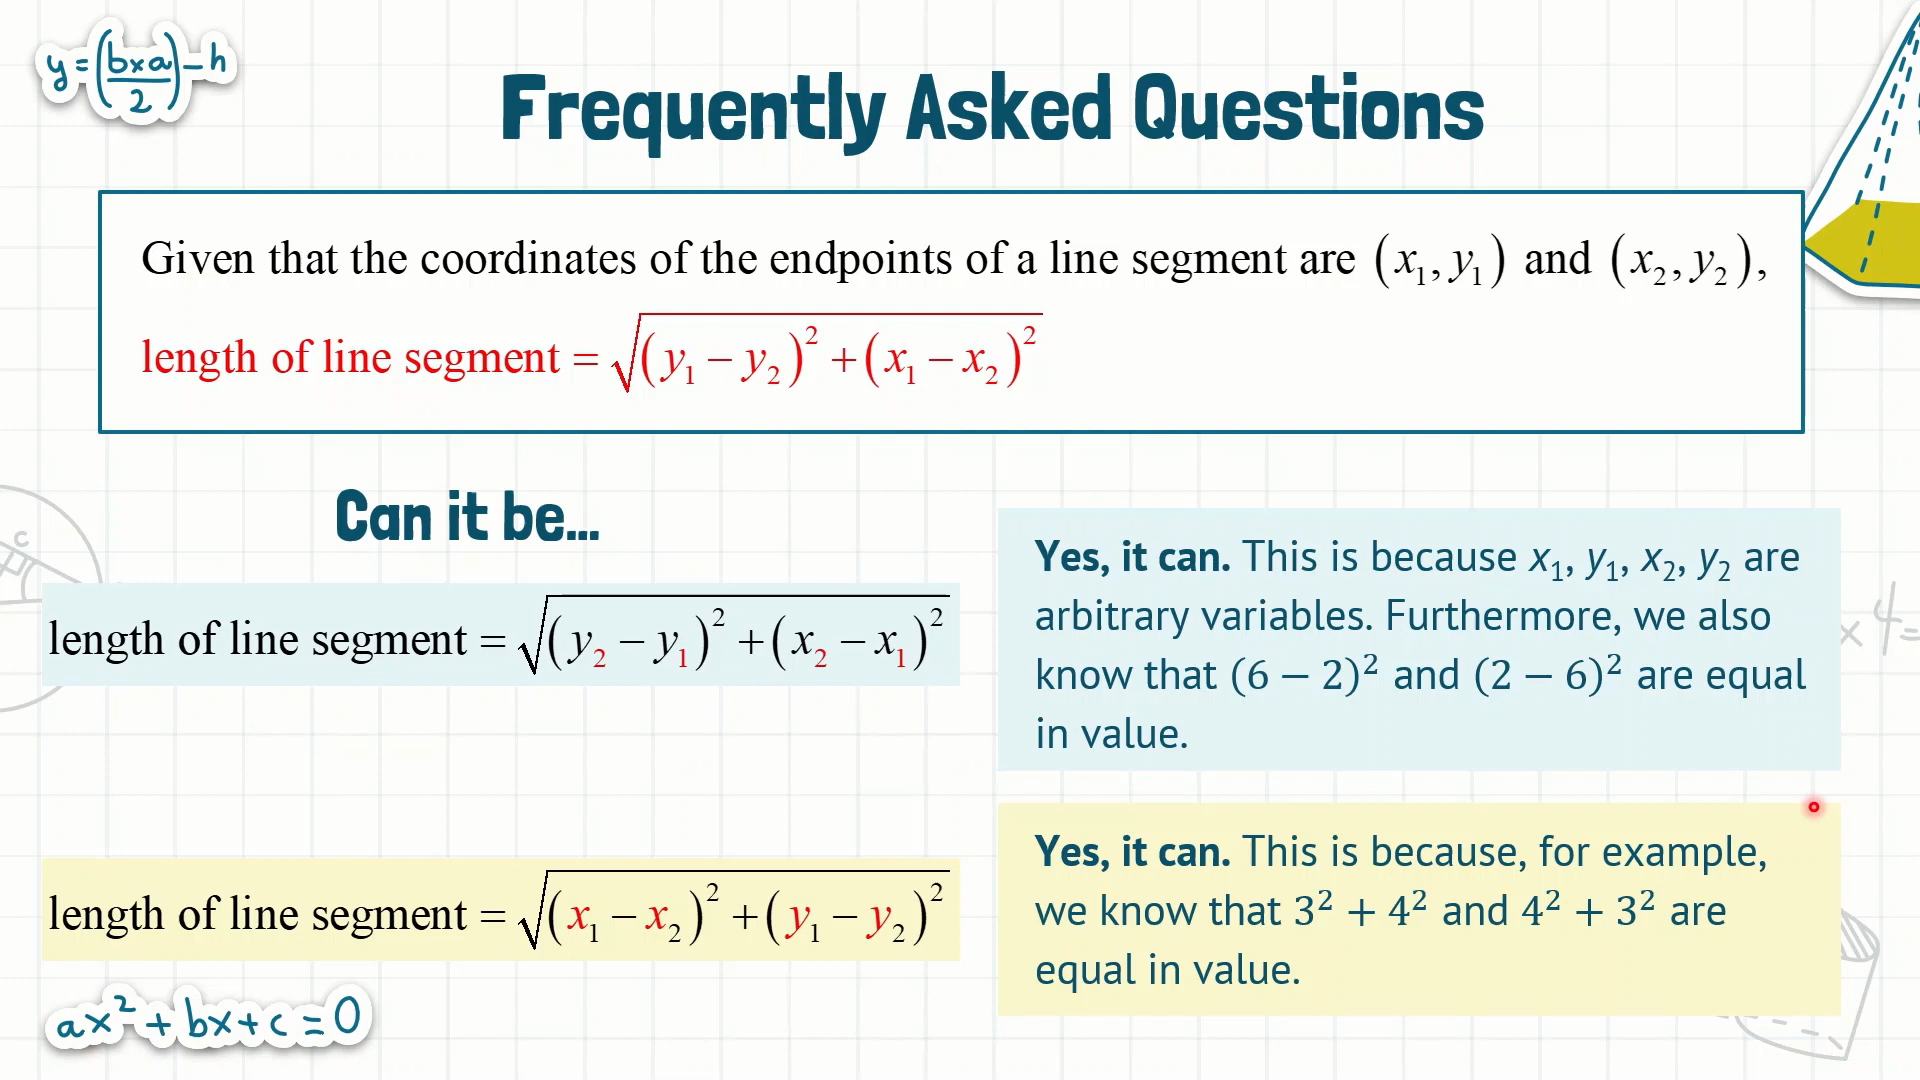 y = (b×a/2) − h
Frequently Asked Questions
Given that the coordinates of the endpoints of a line segment are (x₁, y₁) and (x₂, y₂),
length of line segment = √((y₁ − y₂)² + (x₁ − x₂)²)
Can it be...
length of line segment = √((y₂ − y₁)² + (x₂ − x₁)²)
Yes, it can. This is because x₁, y₁, x₂, y₂ are
arbitrary variables. Furthermore, we also
know that (6 − 2)² and (2 − 6)² are equal
in value.
length of line segment = √((x₁ − x₂)² + (y₁ − y₂)²)
Yes, it can. This is because, for example,
we know that 3² + 4² and 4² + 3² are
equal in value.
ax² + bx + c = 0
c
× 4 =